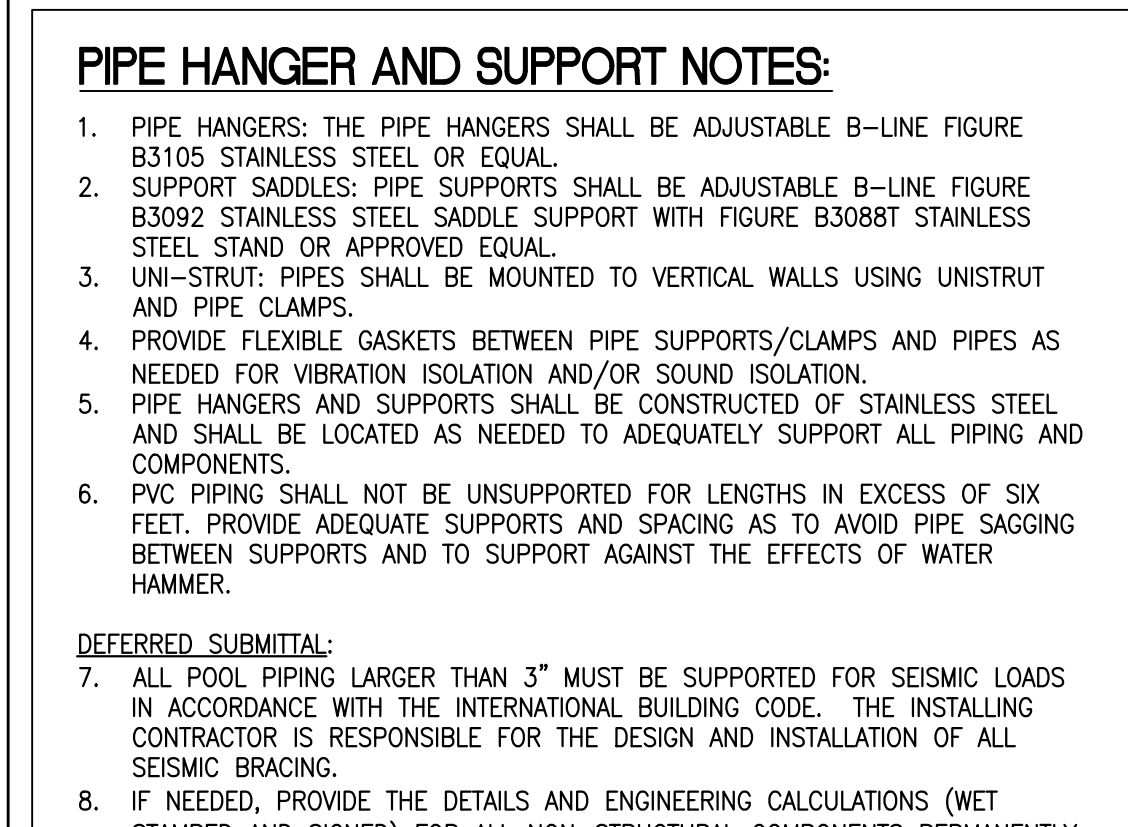 PIPE HANGER AND SUPPORT NOTES:
1. PIPE HANGERS: THE PIPE HANGERS SHALL BE ADJUSTABLE B-LINE FIGURE
B3105 STAINLESS STEEL OR EQUAL.
2. SUPPORT SADDLES: PIPE SUPPORTS SHALL BE ADJUSTABLE B-LINE FIGURE
B3092 STAINLESS STEEL SADDLE SUPPORT WITH FIGURE B3088T STAINLESS
STEEL STAND OR APPROVED EQUAL.
3. UNI-STRUT: PIPES SHALL BE MOUNTED TO VERTICAL WALLS USING UNISTRUT
AND PIPE CLAMPS.
4. PROVIDE FLEXIBLE GASKETS BETWEEN PIPE SUPPORTS/CLAMPS AND PIPES AS
NEEDED FOR VIBRATION ISOLATION AND/OR SOUND ISOLATION.
5. PIPE HANGERS AND SUPPORTS SHALL BE CONSTRUCTED OF STAINLESS STEEL
AND SHALL BE LOCATED AS NEEDED TO ADEQUATELY SUPPORT ALL PIPING AND
COMPONENTS.
6. PVC PIPING SHALL NOT BE UNSUPPORTED FOR LENGTHS IN EXCESS OF SIX
FEET. PROVIDE ADEQUATE SUPPORTS AND SPACING AS TO AVOID PIPE SAGGING
BETWEEN SUPPORTS AND TO SUPPORT AGAINST THE EFFECTS OF WATER
HAMMER.
DEFERRED SUBMITTAL:
7. ALL POOL PIPING LARGER THAN 3" MUST BE SUPPORTED FOR SEISMIC LOADS
IN ACCORDANCE WITH THE INTERNATIONAL BUILDING CODE. THE INSTALLING
CONTRACTOR IS RESPONSIBLE FOR THE DESIGN AND INSTALLATION OF ALL
SEISMIC BRACING.
8. IF NEEDED, PROVIDE THE DETAILS AND ENGINEERING CALCULATIONS (WET
STAMPED AND SIGNED) FOR ALL NON-STRUCTURAL COMPONENTS PERMANENTLY